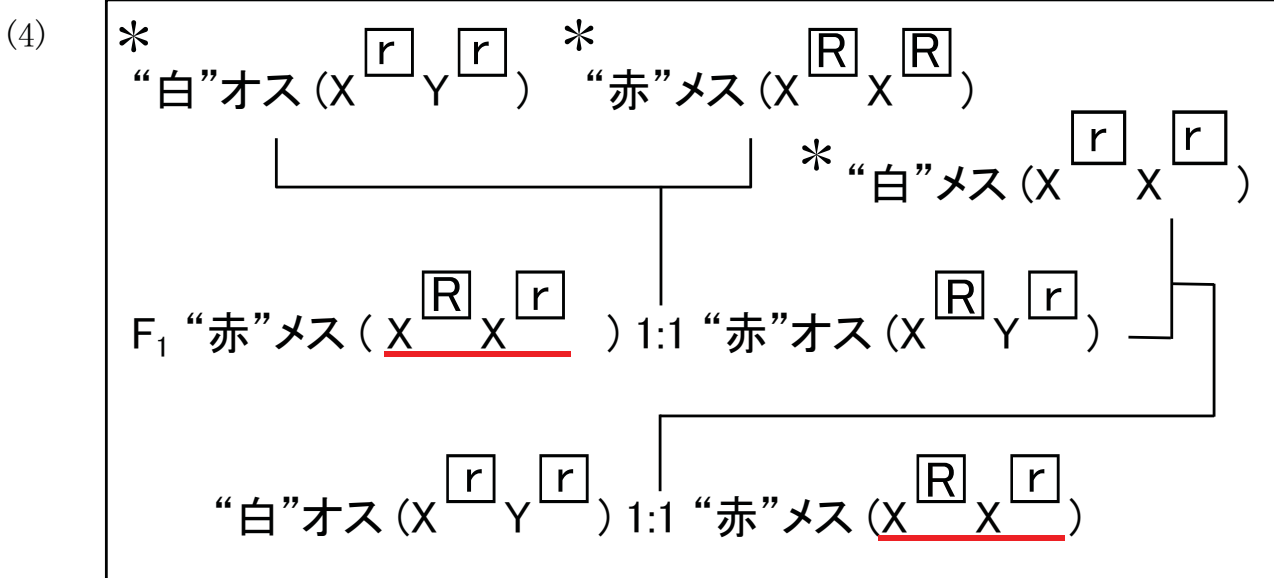 (4)
* “白”オス (X r Y r ) * “赤”メス (X R X R )
* “白”メス (X r X r )
F₁ “赤”メス ( X R X r ) 1:1 “赤”オス (X R Y r )
“白”オス (X r Y r ) 1:1 “赤”メス (X R X r )